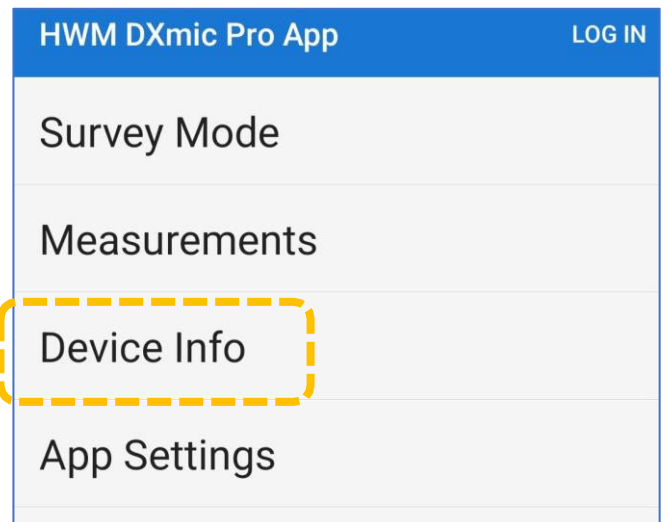 HWM DXmic Pro App LOG IN
Survey Mode
Measurements
Device Info
App Settings